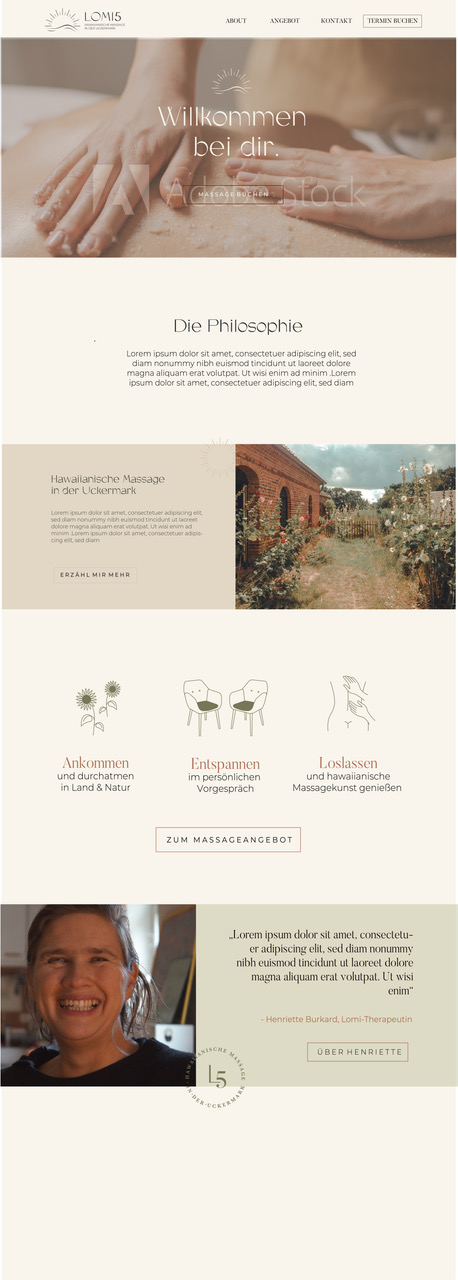 LOMI5
HAWAIIANISCHE MASSAGE
IN DER UCKERMARK
ABOUT
ANGEBOT
KONTAKT
TERMIN BUCHEN
Willkommen
bei dir.
MASSAGE BUCHEN
Adobe Stock
Die Philosophie
Lorem ipsum dolor sit amet, consectetuer adipiscing elit, sed
diam nonummy nibh euismod tincidunt ut laoreet dolore
magna aliquam erat volutpat. Ut wisi enim ad minim .Lorem
ipsum dolor sit amet, consectetuer adipiscing elit, sed diam
Hawaiianische Massage
in der Uckermark
Lorem ipsum dolor sit amet, consectetuer adipiscing elit,
sed diam nonummy nibh euismod tincidunt ut laoreet
dolore magna aliquam erat volutpat. Ut wisi enim ad
minim .Lorem ipsum dolor sit amet, consectetuer adipis-
cing elit, sed diam
ERZÄHL MIR MEHR
Ankommen
und durchatmen
in Land & Natur
Entspannen
im persönlichen
Vorgespräch
Loslassen
und hawaiianische
Massagekunst genießen
ZUM MASSAGEANGEBOT
„Lorem ipsum dolor sit amet, consectetu-
er adipiscing elit, sed diam nonummy
nibh euismod tincidunt ut laoreet dolore
magna aliquam erat volutpat. Ut wisi
enim"
- Henriette Burkard, Lomi-Therapeutin
ÜBER HENRIETTE
HAWAIIANISCHE MASSAGE
IN-DER-UCKERMARK
L5